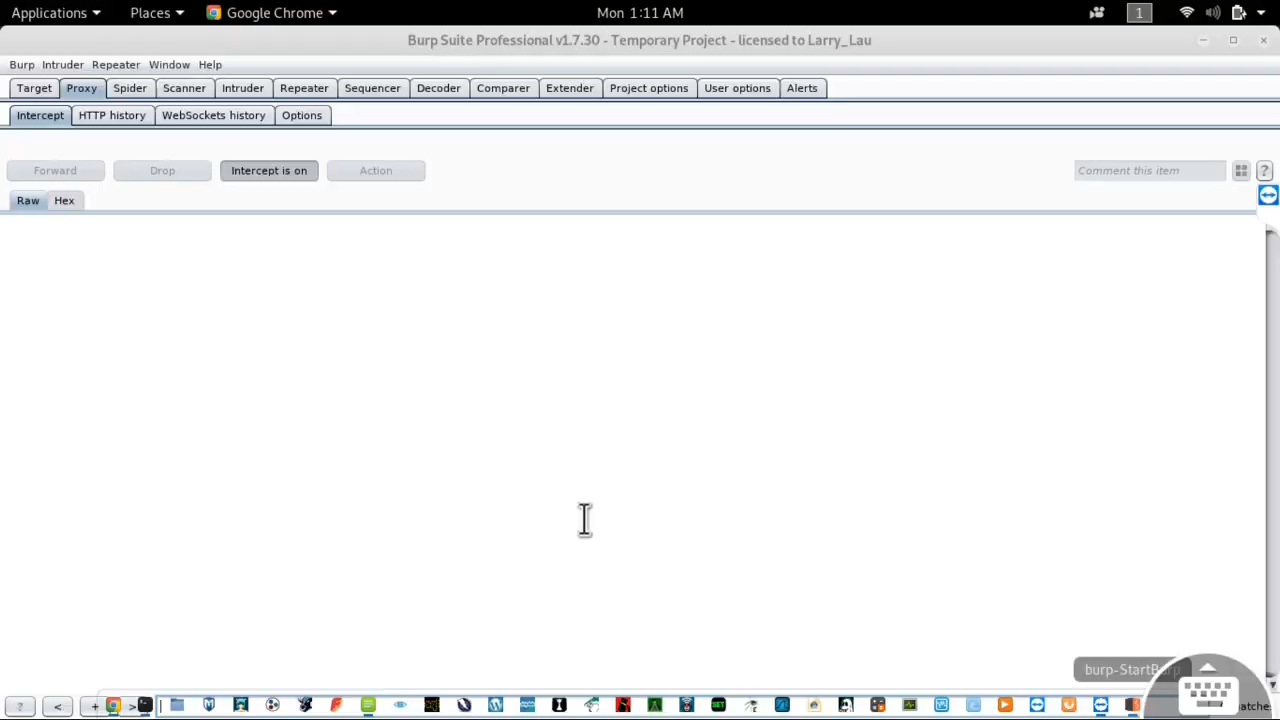 Applications Places Google Chrome Mon 1:11 AM 1
Burp Suite Professional v1.7.30 - Temporary Project - licensed to Larry_Lau
Burp Intruder Repeater Window Help
Target Proxy Spider Scanner Intruder Repeater Sequencer Decoder Comparer Extender Project options User options Alerts
Intercept HTTP history WebSockets history Options
Forward Drop Intercept is on Action Comment this item ?
Raw Hex
burp-StartBurp
? < + >